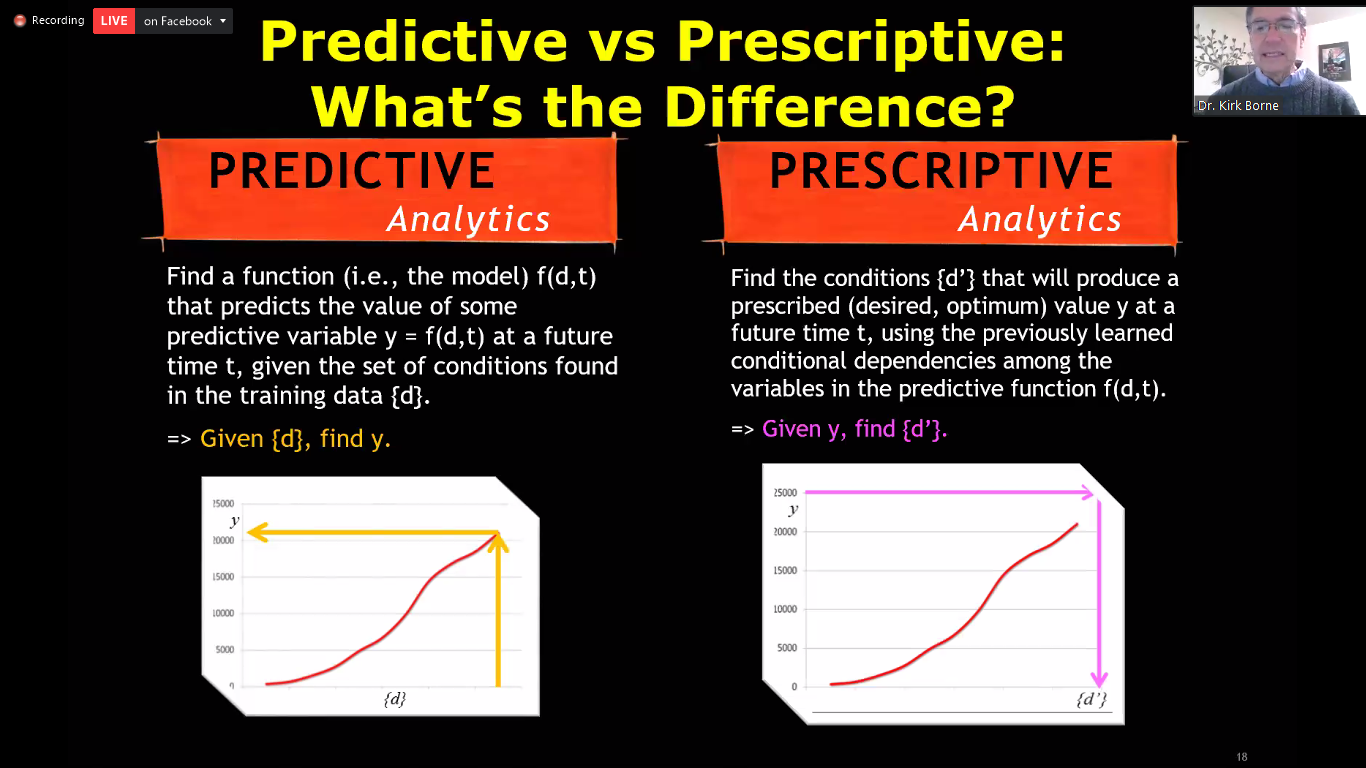 Recording
LIVE on Facebook
Predictive vs Prescriptive:
What’s the Difference?
Dr. Kirk Borne
PREDICTIVE
Analytics
Find a function (i.e., the model) f(d,t)
that predicts the value of some
predictive variable y = f(d,t) at a future
time t, given the set of conditions found
in the training data {d}.
=> Given {d}, find y.
25000
y
20000
15000
10000
5000
0
{d}
PRESCRIPTIVE
Analytics
Find the conditions {d’} that will produce a
prescribed (desired, optimum) value y at a
future time t, using the previously learned
conditional dependencies among the
variables in the predictive function f(d,t).
=> Given y, find {d’}.
25000
y
20000
15000
10000
5000
0
{d’}
18